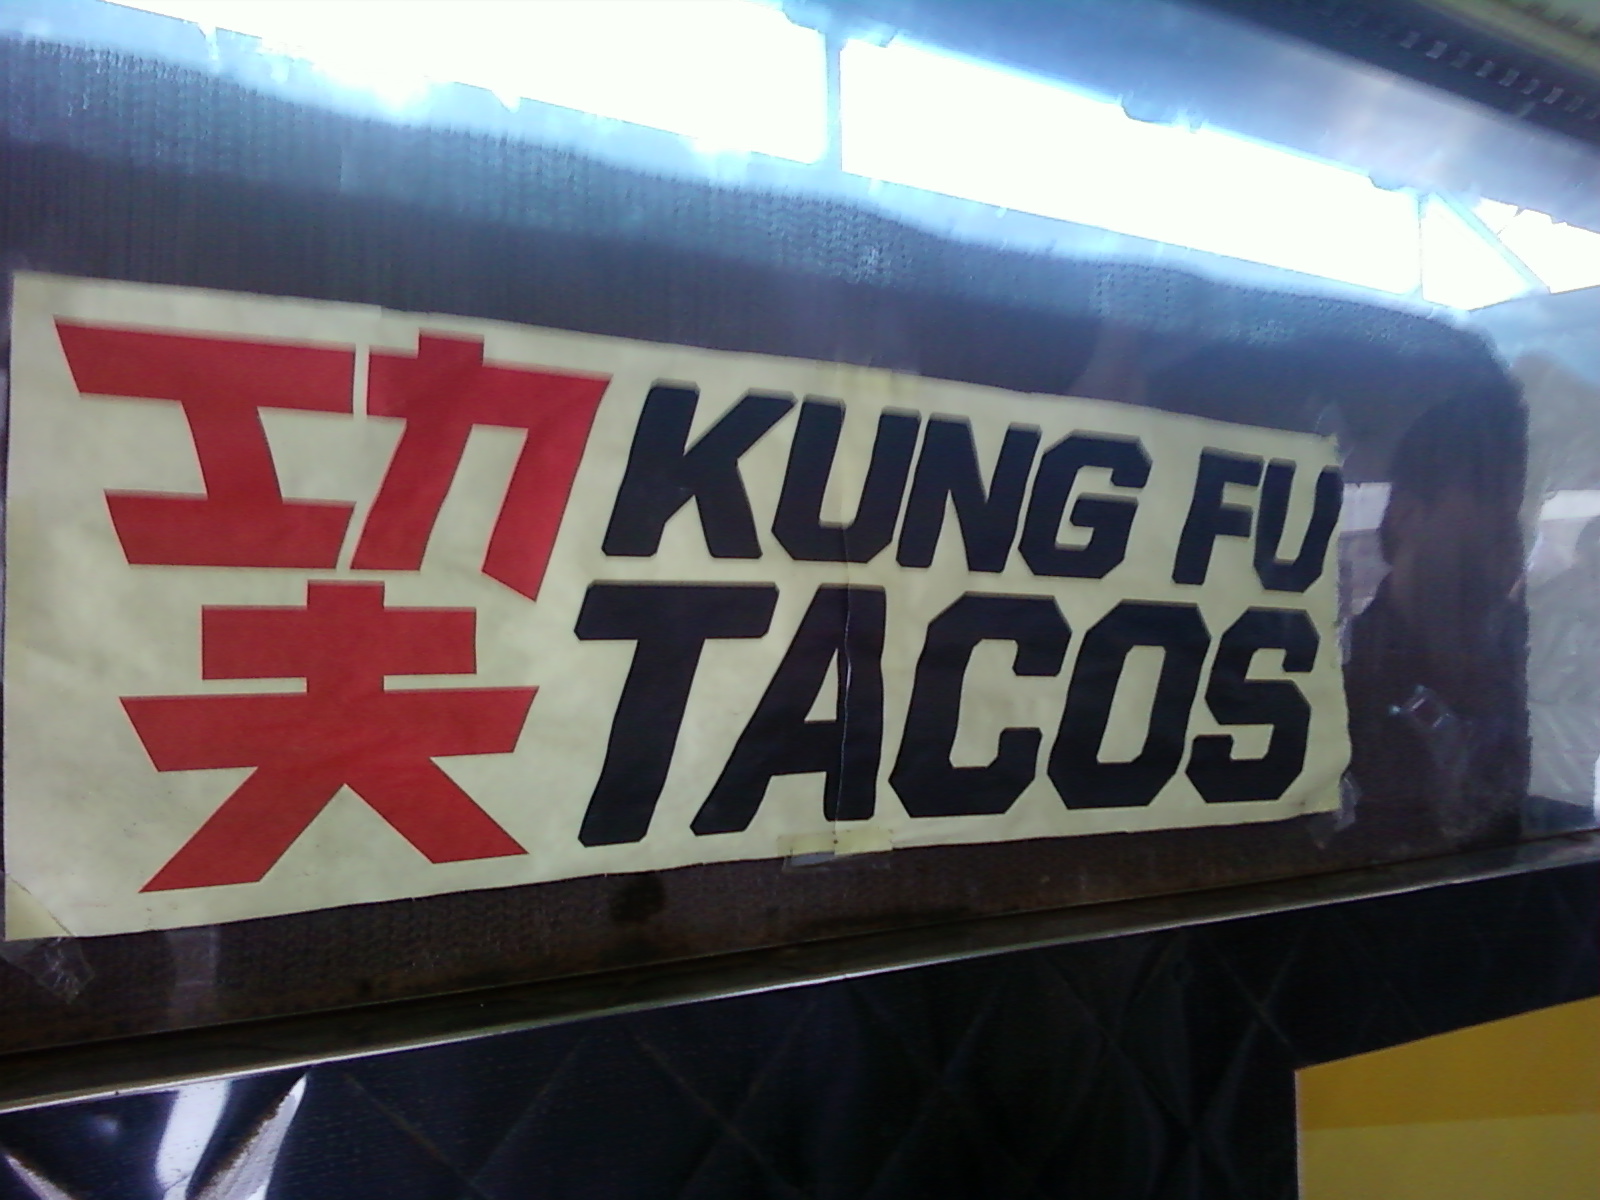 功夫
KUNG FU
TACOS